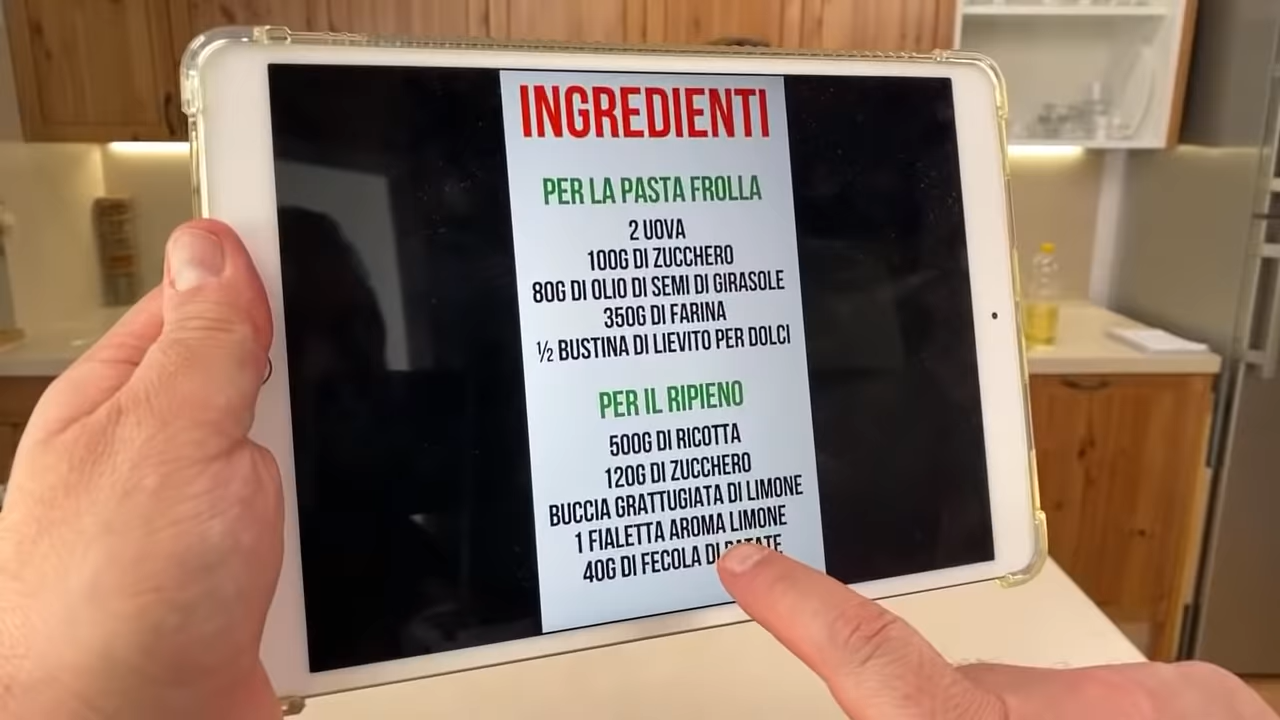 INGREDIENTI
PER LA PASTA FROLLA
2 UOVA
100G DI ZUCCHERO
80G DI OLIO DI SEMI DI GIRASOLE
350G DI FARINA
½ BUSTINA DI LIEVITO PER DOLCI
PER IL RIPIENO
500G DI RICOTTA
120G DI ZUCCHERO
BUCCIA GRATTUGIATA DI LIMONE
1 FIALETTA AROMA LIMONE
40G DI FECOLA DI PATATE